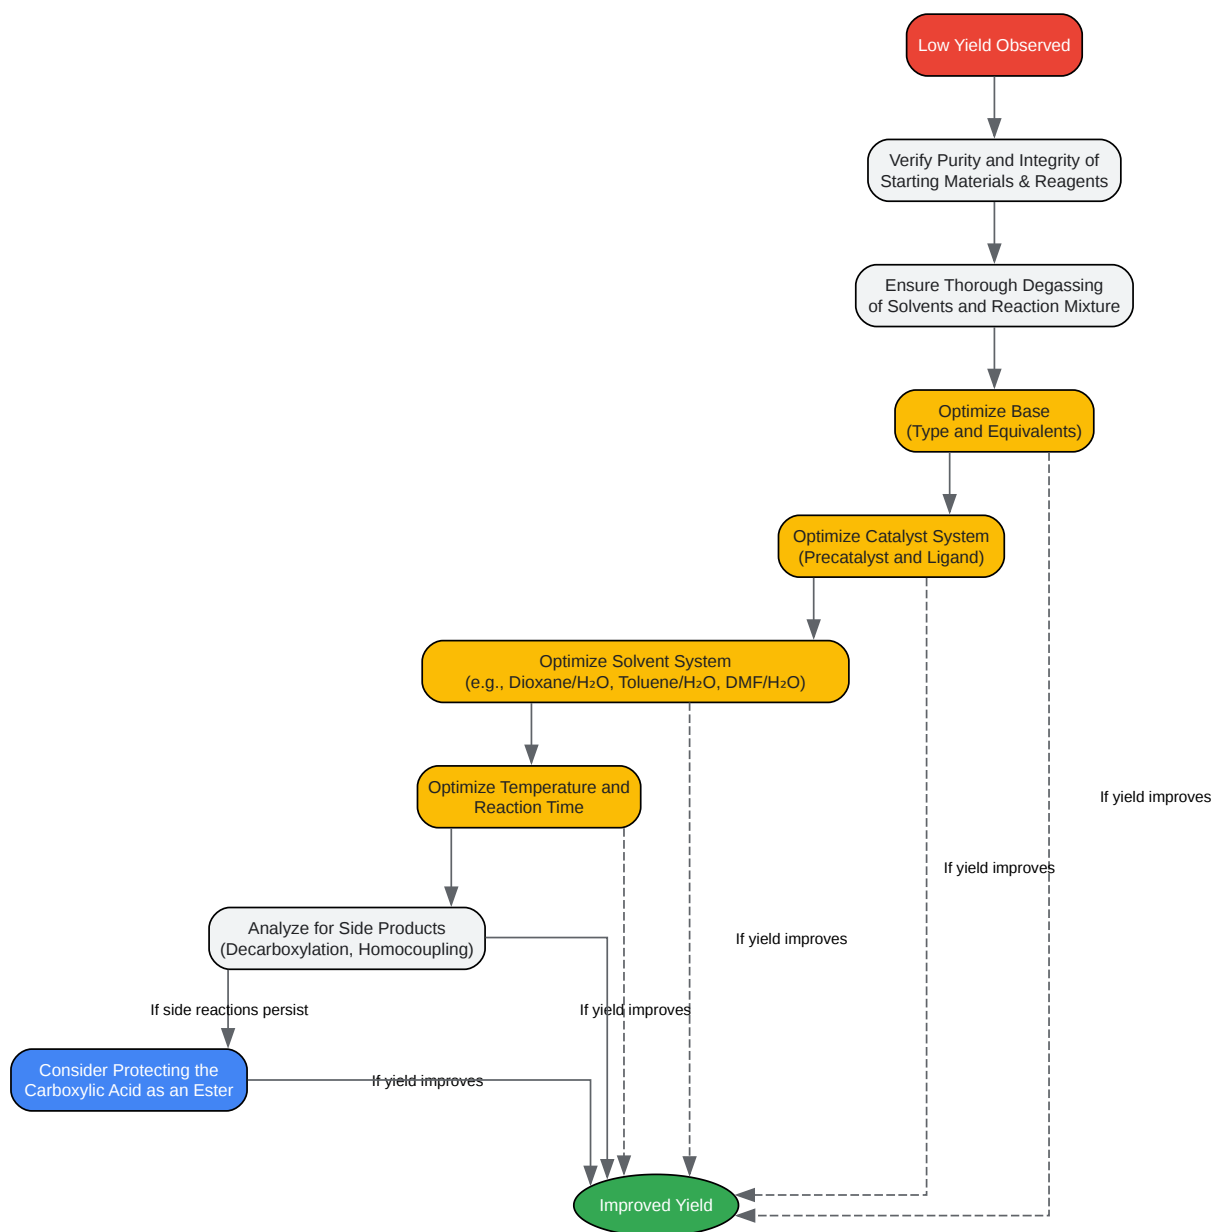 Low Yield Observed
Verify Purity and Integrity of
Starting Materials & Reagents
Ensure Thorough Degassing
of Solvents and Reaction Mixture
Optimize Base
(Type and Equivalents)
Optimize Catalyst System
(Precatalyst and Ligand)
Optimize Solvent System
(e.g., Dioxane/H₂O, Toluene/H₂O, DMF/H₂O)
Optimize Temperature and
Reaction Time
If yield improves
If yield improves
Analyze for Side Products
(Decarboxylation, Homocoupling)
If yield improves
If side reactions persist
If yield improves
Consider Protecting the
Carboxylic Acid as an Ester
If yield improves
Improved Yield